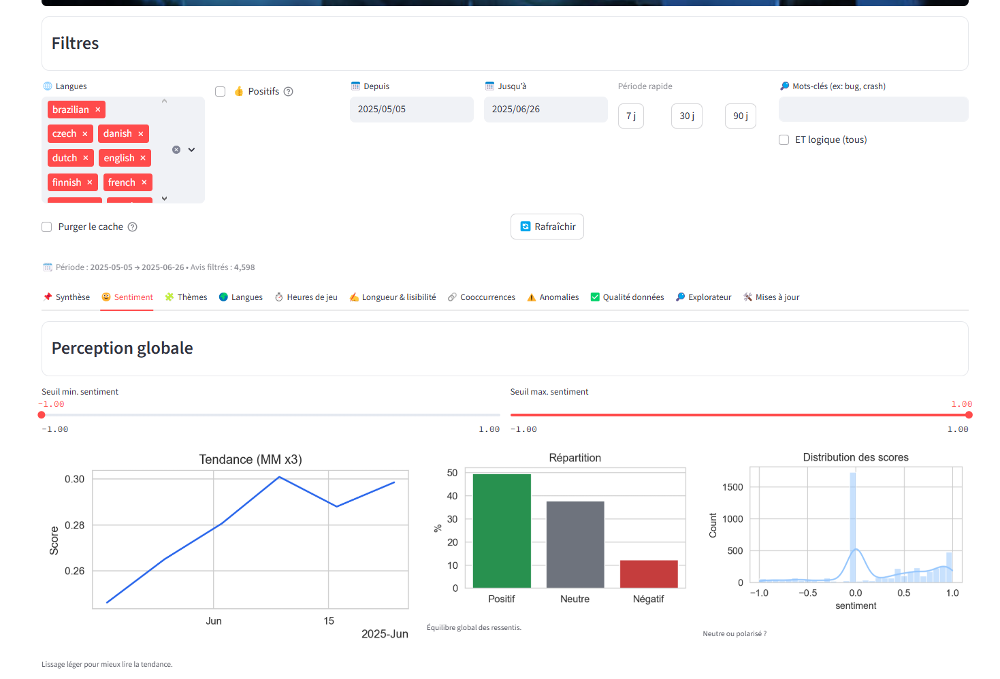 Filtres
Langues
Positifs
Depuis
Jusqu'à
Période rapide
Mots-clés (ex: bug, crash)
brazilian ×
czech × danish ×
dutch × english ×
finnish × french ×
2025/05/05
2025/06/26
7 j
30 j
90 j
ET logique (tous)
Purger le cache
Rafraîchir
Période : 2025-05-05 → 2025-06-26 • Avis filtrés : 4,598
Synthèse Sentiment Thèmes Langues Heures de jeu Longueur & lisibilité Cooccurrences Anomalies Qualité données Explorateur Mises à jour
Perception globale
Seuil min. sentiment
-1.00
-1.00 1.00
Seuil max. sentiment
1.00
-1.00 1.00
Tendance (MM x3)
Score
0.30
0.28
0.26
Jun 15
2025-Jun
Lissage léger pour mieux lire la tendance.
Répartition
%
50
40
30
20
10
0
Positif Neutre Négatif
Équilibre global des ressentis.
Distribution des scores
Count
1500
1000
500
0
−1.0 −0.5 0.0 0.5 1.0
sentiment
Neutre ou polarisé ?